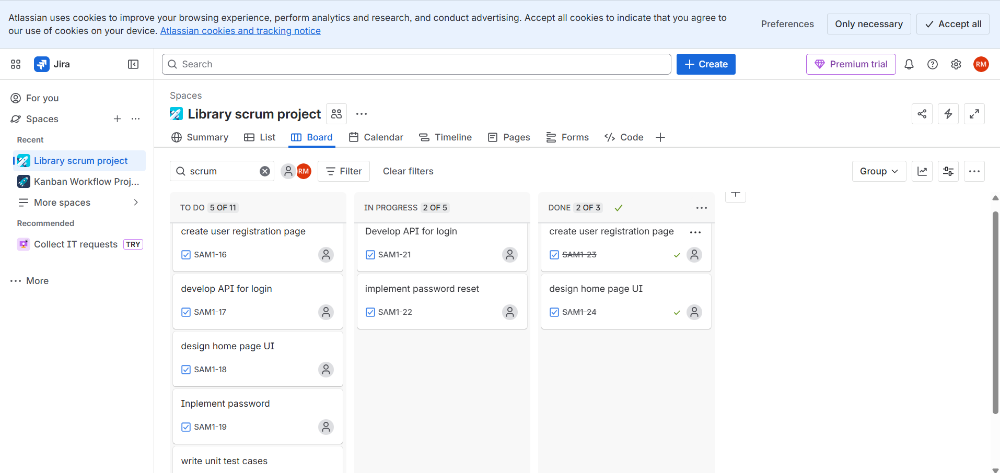 Atlassian uses cookies to improve your browsing experience, perform analytics and research, and conduct advertising. Accept all cookies to indicate that you agree to
our use of cookies on your device. Atlassian cookies and tracking notice
Preferences
Only necessary
Accept all
Jira
Search
Create
Premium trial
RM
For you
Spaces
Recent
Library scrum project
Kanban Workflow Proj...
More spaces
Recommended
Collect IT requests TRY
More
Spaces
Library scrum project
Summary List Board Calendar Timeline Pages Forms Code
scrum
RM
Filter
Clear filters
Group
TO DO 5 OF 11
create user registration page
SAM1-16
develop API for login
SAM1-17
design home page UI
SAM1-18
Inplement password
SAM1-19
write unit test cases
IN PROGRESS 2 OF 5
Develop API for login
SAM1-21
implement password reset
SAM1-22
DONE 2 OF 3
create user registration page
SAM1-23
design home page UI
SAM1-24